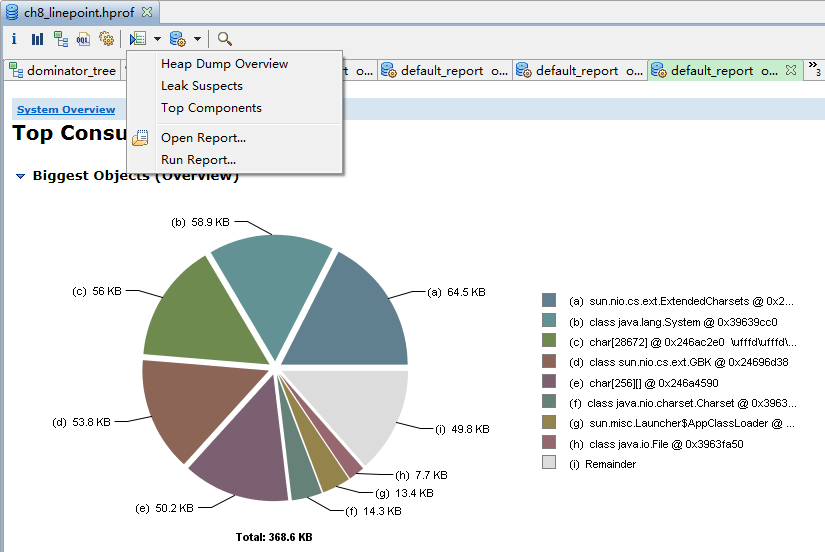 ch8_linepoint.hprof
i
OQL
Heap Dump Overview
Leak Suspects
Top Components
Open Report...
Run Report...
dominator_tree
rt o...
default_report o...
default_report o...
default_report o...
»3
System Overview
Top Consu
Biggest Objects (Overview)
(b) 58.9 KB
(c) 56 KB
(a) 64.5 KB
(d) 53.8 KB
(i) 49.8 KB
(h) 7.7 KB
(g) 13.4 KB
(e) 50.2 KB
(f) 14.3 KB
Total: 368.6 KB
(a) sun.nio.cs.ext.ExtendedCharsets @ 0x2...
(b) class java.lang.System @ 0x39639cc0
(c) char[28672] @ 0x246ac2e0 \ufffd\ufffd\...
(d) class sun.nio.cs.ext.GBK @ 0x24696d38
(e) char[256][] @ 0x246a4590
(f) class java.nio.charset.Charset @ 0x3963...
(g) sun.misc.Launcher$AppClassLoader @ ...
(h) class java.io.File @ 0x3963fa50
(i) Remainder